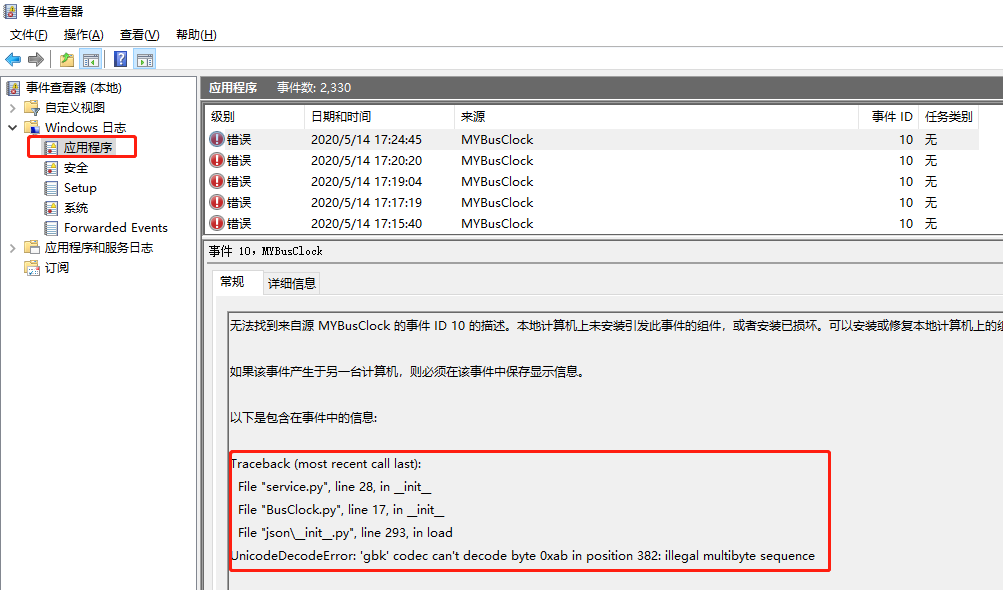 事件查看器
文件(F) 操作(A) 查看(V) 帮助(H)
事件查看器 (本地)
自定义视图
Windows 日志
应用程序
安全
Setup
系统
Forwarded Events
应用程序和服务日志
订阅
应用程序 事件数: 2,330
级别 日期和时间 来源 事件 ID 任务类别
错误 2020/5/14 17:24:45 MYBusClock 10 无
错误 2020/5/14 17:20:20 MYBusClock 10 无
错误 2020/5/14 17:19:04 MYBusClock 10 无
错误 2020/5/14 17:17:19 MYBusClock 10 无
错误 2020/5/14 17:15:40 MYBusClock 10 无
事件 10，MYBusClock
常规 详细信息
无法找到来自源 MYBusClock 的事件 ID 10 的描述。本地计算机上未安装引发此事件的组件，或者安装已损坏。可以安装或修复本地计算机上的
如果该事件产生于另一台计算机，则必须在该事件中保存显示信息。
以下是包含在事件中的信息:
Traceback (most recent call last):
File "service.py", line 28, in __init__
File "BusClock.py", line 17, in __init__
File "json\__init__.py", line 293, in load
UnicodeDecodeError: 'gbk' codec can't decode byte 0xab in position 382: illegal multibyte sequence